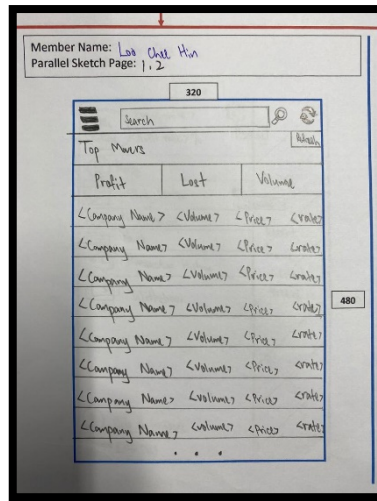 Member Name: Loo Chee Hin
Parallel Sketch Page: 1.2
320
Search
Refresh
Top Movers
Profit Lost Volume
<Company Name> <Volume> <Price> <rate>
<Company Name> <Volume> <Price> <rate>
<Company Name> <Volume> <Price> <rate>
<Company Name> <Volume> <Price> <rate>
480
<Company Name> <Volume> <Price> <rate>
<Company Name> <Volume> <Price> <rate>
<Company Name> <Volume> <Price> <rate>
<Company Name> <Volume> <Price> <rate>
...